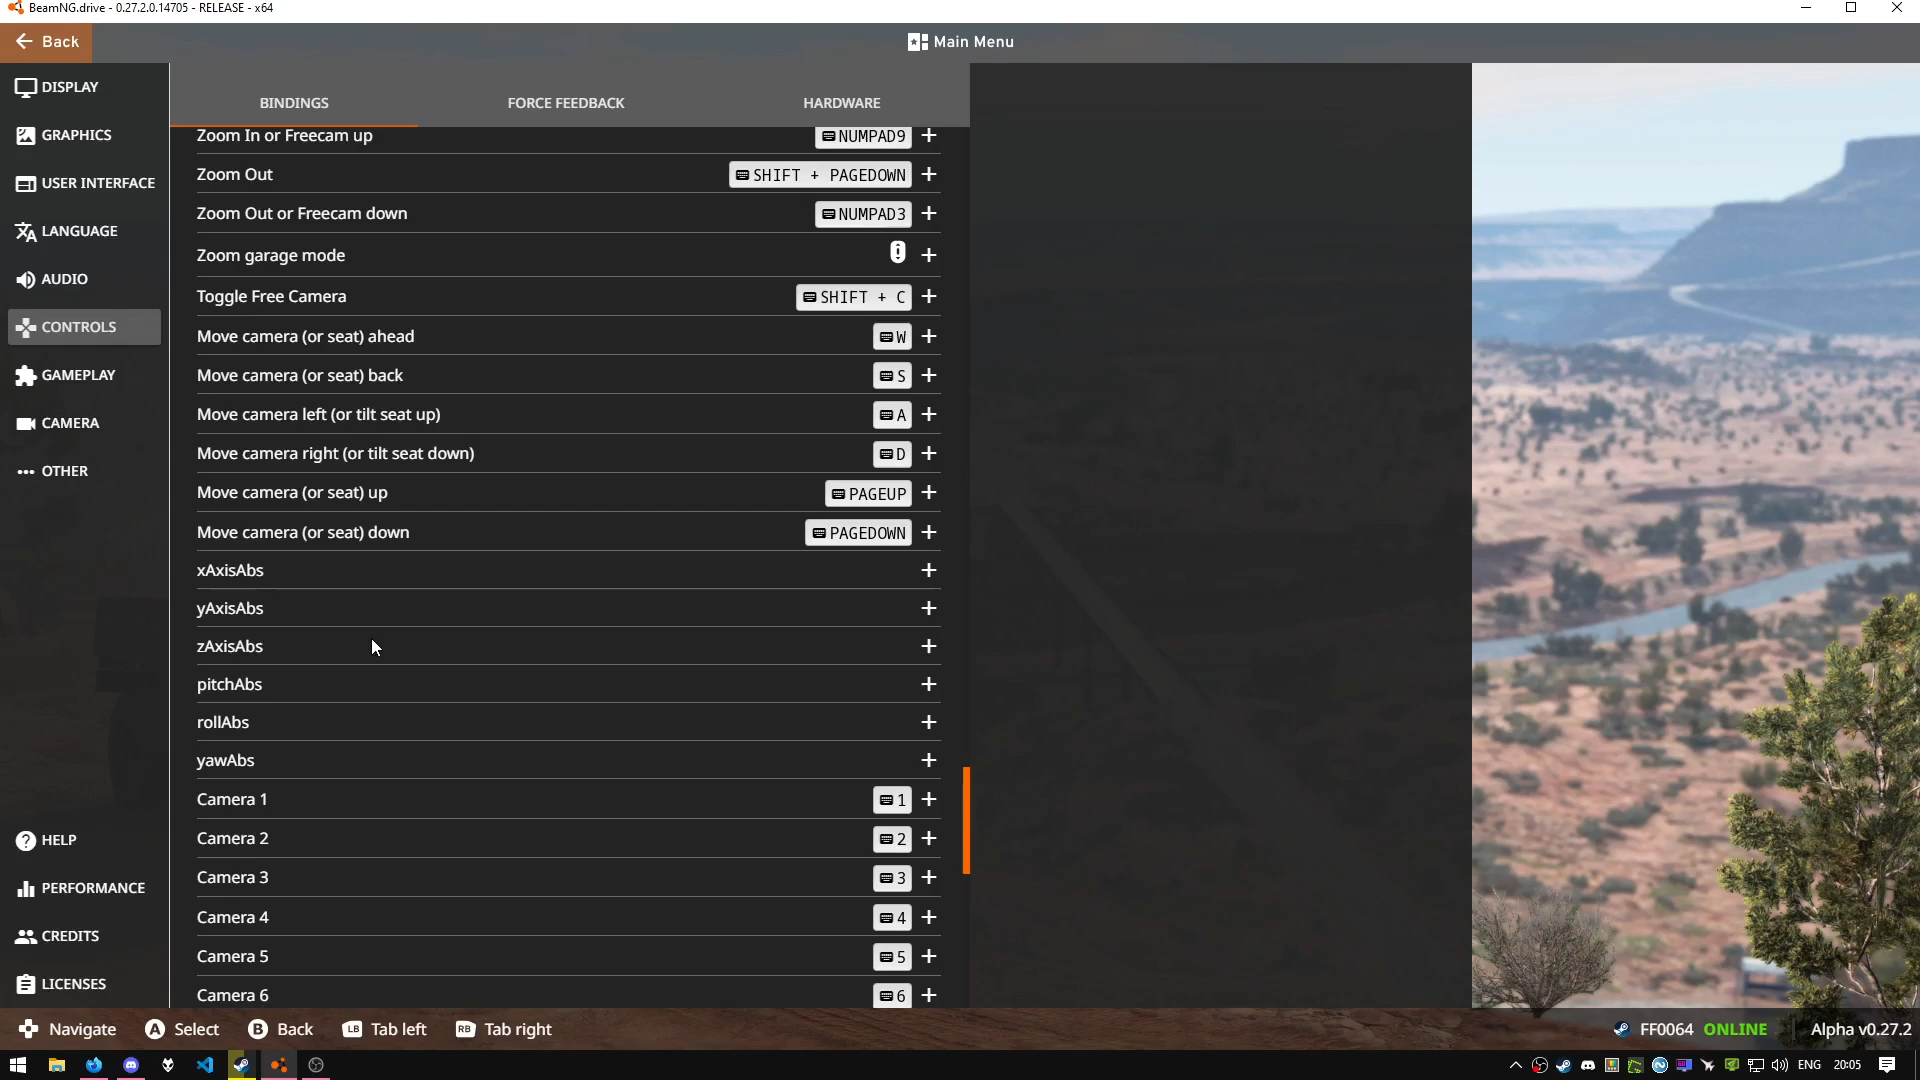 BeamNG.drive - 0.27.2.0.14705 - RELEASE - x64
Back
Main Menu
DISPLAY
GRAPHICS
USER INTERFACE
LANGUAGE
AUDIO
CONTROLS
GAMEPLAY
CAMERA
OTHER
HELP
PERFORMANCE
CREDITS
LICENSES
BINDINGS FORCE FEEDBACK HARDWARE
Zoom In or Freecam up NUMPAD9 +
Zoom Out SHIFT + PAGEDOWN +
Zoom Out or Freecam down NUMPAD3 +
Zoom garage mode +
Toggle Free Camera SHIFT + C +
Move camera (or seat) ahead W +
Move camera (or seat) back S +
Move camera left (or tilt seat up) A +
Move camera right (or tilt seat down) D +
Move camera (or seat) up PAGEUP +
Move camera (or seat) down PAGEDOWN +
xAxisAbs +
yAxisAbs +
zAxisAbs +
pitchAbs +
rollAbs +
yawAbs +
Camera 1 1 +
Camera 2 2 +
Camera 3 3 +
Camera 4 4 +
Camera 5 5 +
Camera 6 6 +
Navigate A Select B Back LB Tab left RB Tab right
FF0064 ONLINE Alpha v0.27.2
ENG 20:05